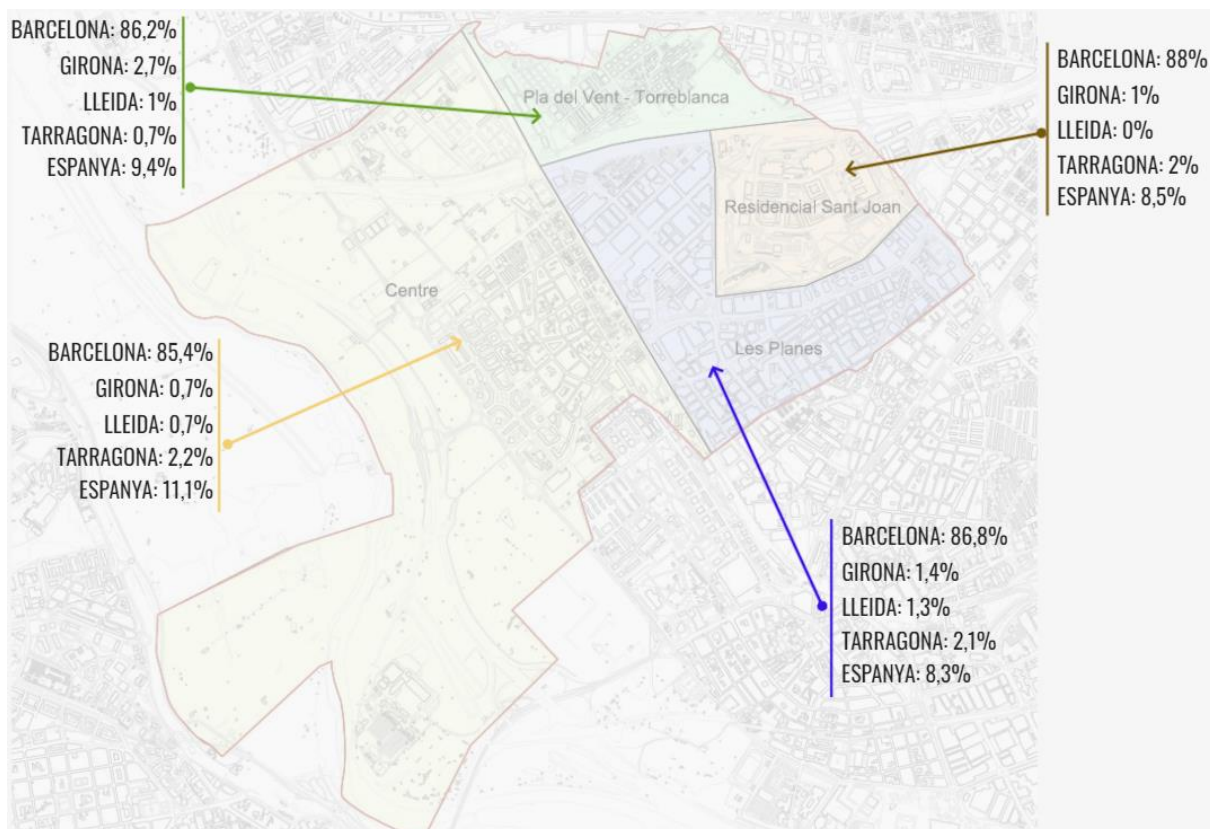 BARCELONA: 86,2%
GIRONA: 2,7%
LLEIDA: 1%
TARRAGONA: 0,7%
ESPANYA: 9,4%
Pla del Vent - Torreblanca
BARCELONA: 88%
GIRONA: 1%
LLEIDA: 0%
TARRAGONA: 2%
ESPANYA: 8,5%
Residencial Sant Joan
Centre
Les Planes
BARCELONA: 85,4%
GIRONA: 0,7%
LLEIDA: 0,7%
TARRAGONA: 2,2%
ESPANYA: 11,1%
BARCELONA: 86,8%
GIRONA: 1,4%
LLEIDA: 1,3%
TARRAGONA: 2,1%
ESPANYA: 8,3%